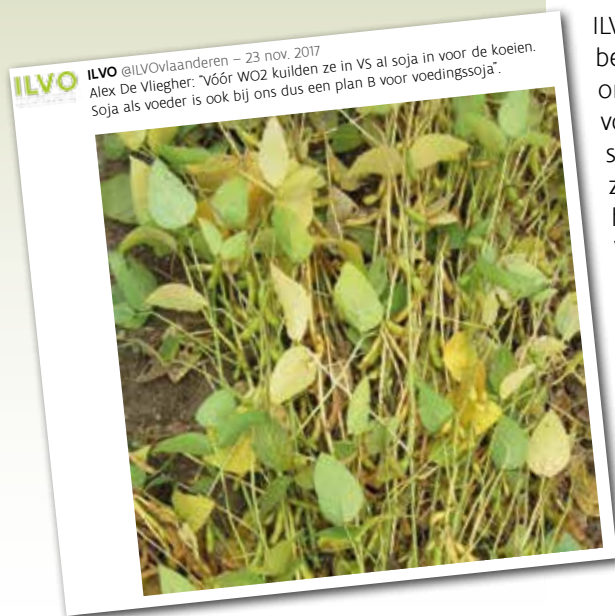 ILVO
ILVO @ILVOvlaanderen – 23 nov. 2017
Alex De Vliegher: “Vóór WO2 kuilden ze in VS al soja in voor de koeien.
Soja als voeder is ook bij ons dus een plan B voor voedingssoja”.
ILV
be
on
vo
s
z